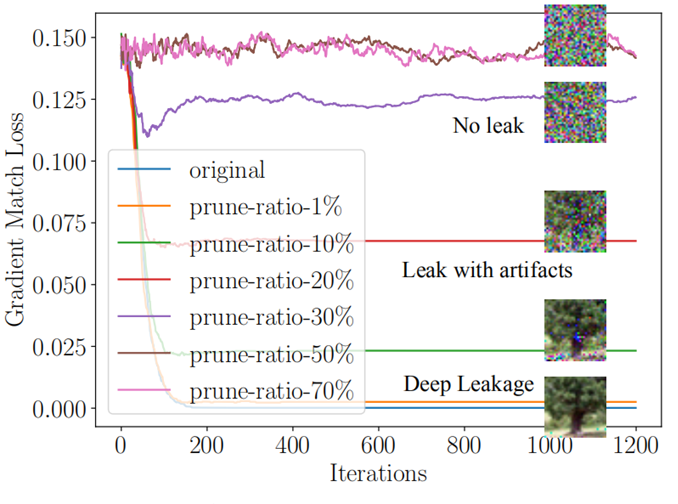 0.150
0.125
0.100
0.075
0.050
0.025
0.000
Gradient Match Loss
No leak
original
prune-ratio-1%
prune-ratio-10%
prune-ratio-20%
prune-ratio-30%
prune-ratio-50%
prune-ratio-70%
Leak with artifacts
Deep Leakage
0 200 400 600 800 1000 1200
Iterations